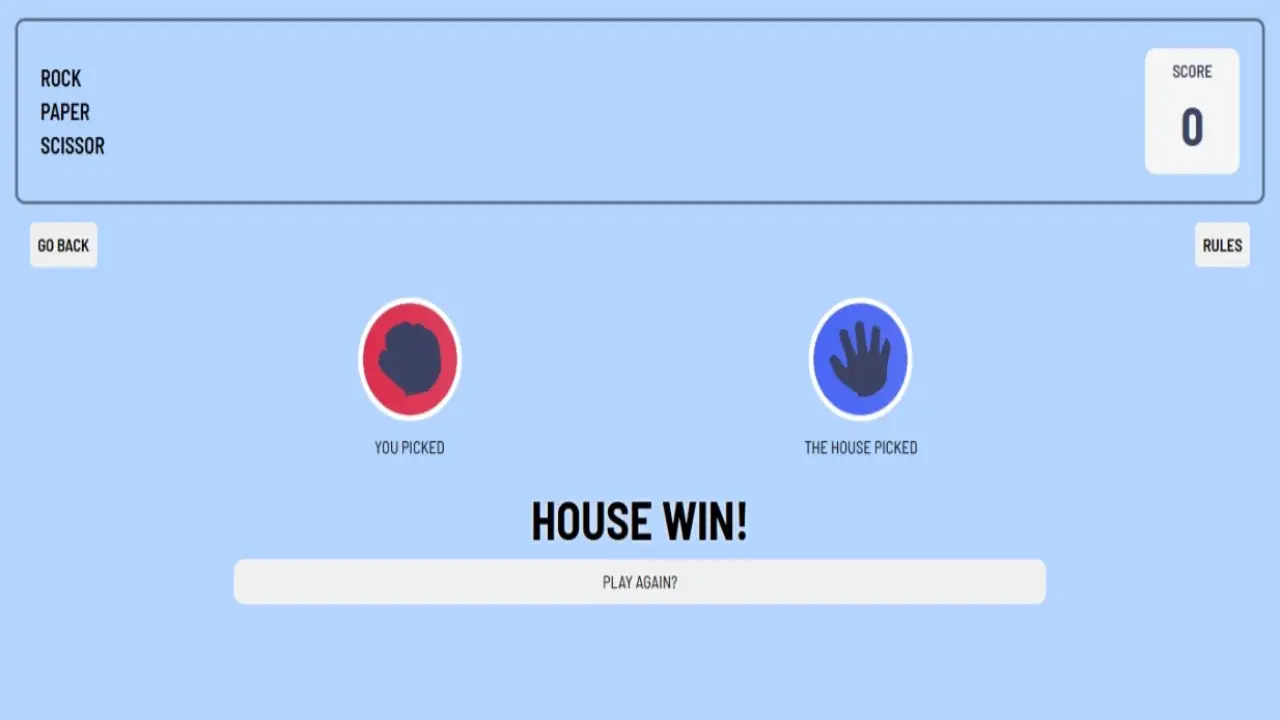 ROCK
PAPER
SCISSOR
SCORE
0
GO BACK
RULES
YOU PICKED
THE HOUSE PICKED
HOUSE WIN!
PLAY AGAIN?